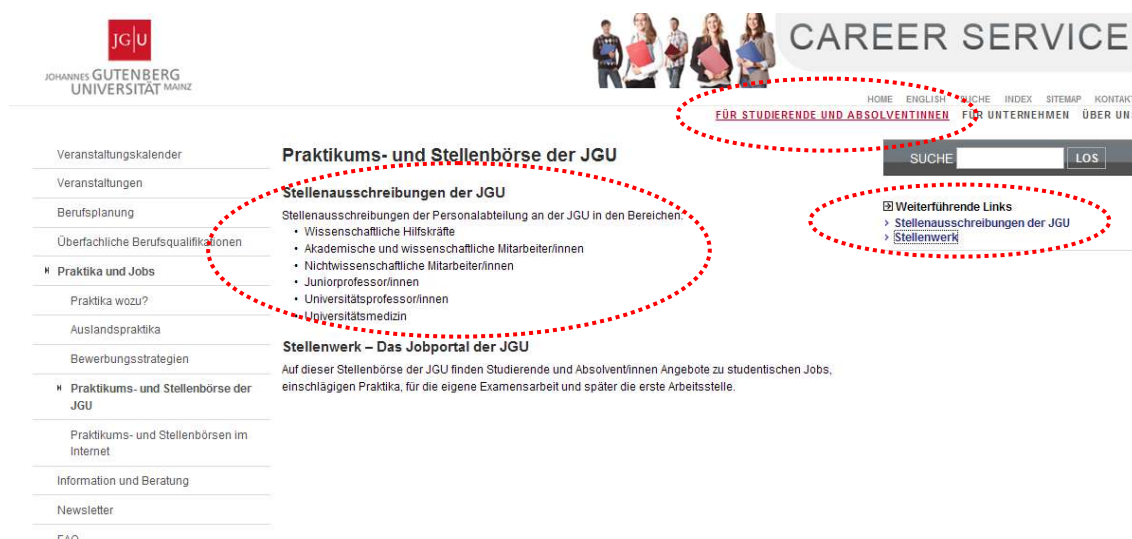 JG|U
JOHANNES GUTENBERG
UNIVERSITÄT MAINZ
CAREER SERVICE
HOME ENGLISH SUCHE INDEX SITEMAP KONTAKT
FÜR STUDIERENDE UND ABSOLVENTINNEN FÜR UNTERNEHMEN ÜBER UN
Veranstaltungskalender
Veranstaltungen
Berufsplanung
Überfachliche Berufsqualifikationen
Praktika und Jobs
Praktika wozu?
Auslandspraktika
Bewerbungsstrategien
Praktikums- und Stellenbörse der
JGU
Praktikums- und Stellenbörsen im
Internet
Information und Beratung
Newsletter
FAQ
Praktikums- und Stellenbörse der JGU
Stellenausschreibungen der JGU
Stellenausschreibungen der Personalabteilung an der JGU in den Bereichen:
• Wissenschaftliche Hilfskräfte
• Akademische und wissenschaftliche Mitarbeiter/innen
• Nichtwissenschaftliche Mitarbeiter/innen
• Juniorprofessor/innen
• Universitätsprofessor/innen
• Universitätsmedizin
Stellenwerk – Das Jobportal der JGU
Auf dieser Stellenbörse der JGU finden Studierende und Absolvent/innen Angebote zu studentischen Jobs,
einschlägigen Praktika, für die eigene Examensarbeit und später die erste Arbeitsstelle.
SUCHE LOS
Weiterführende Links
› Stellenausschreibungen der JGU
› Stellenwerk